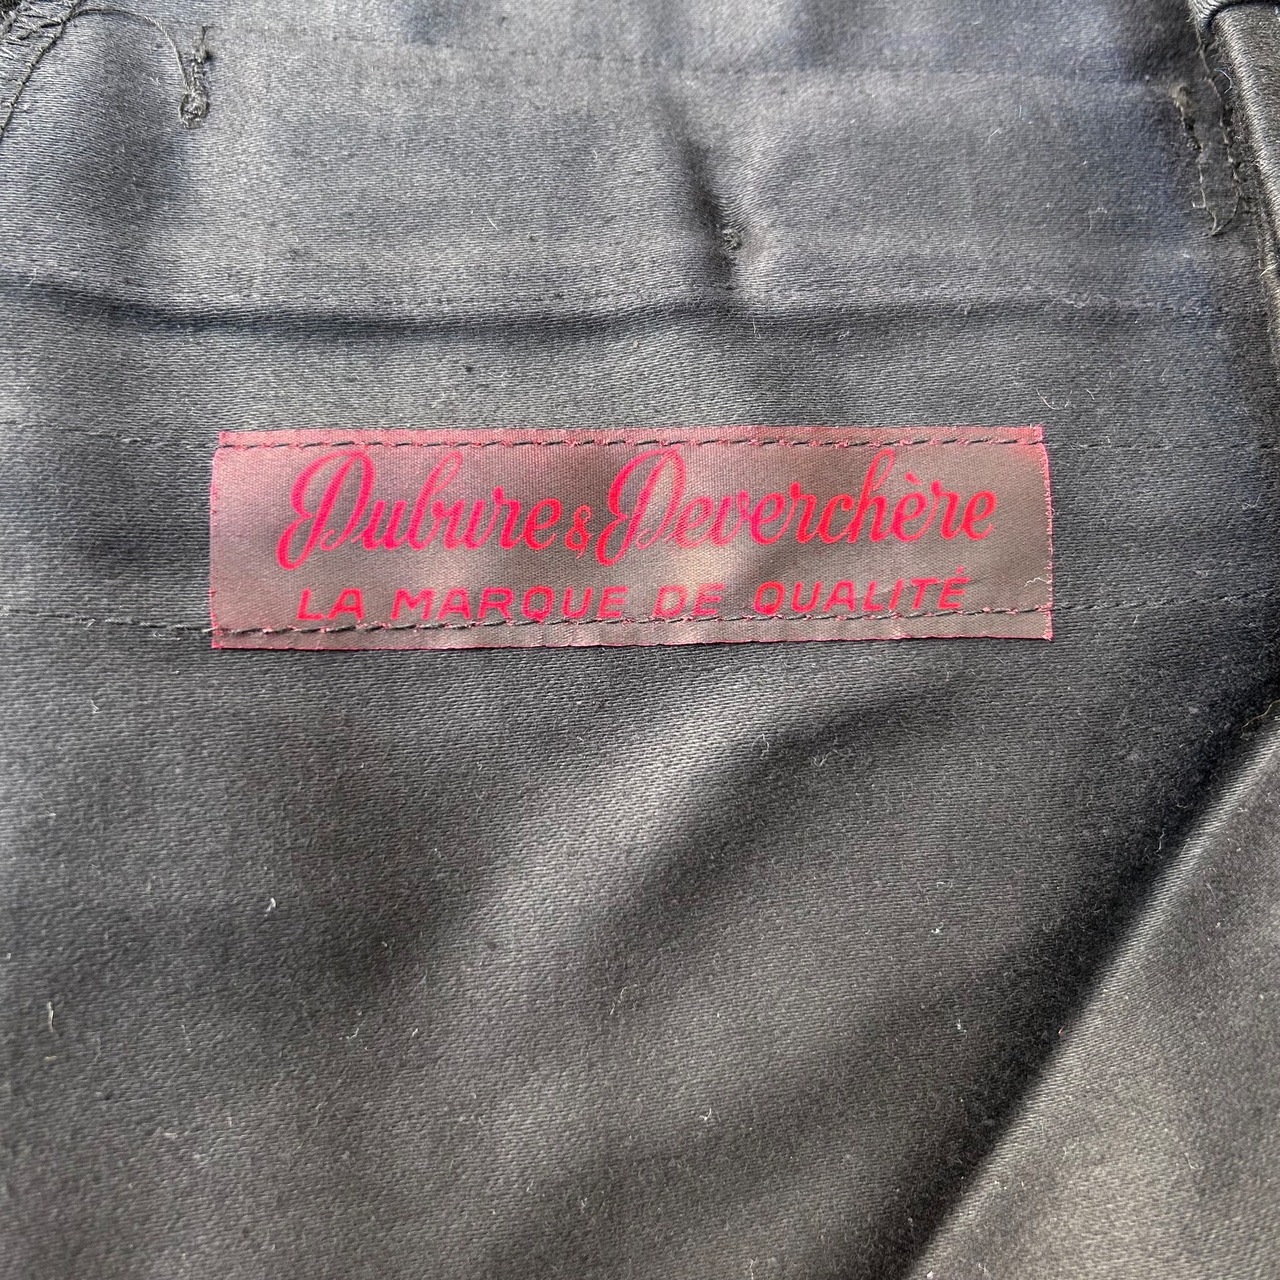 Dubure & Deverchère
LA MARQUE DE QUALITÉ